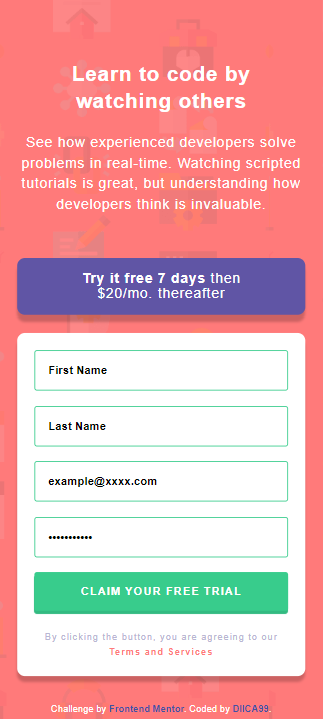 Learn to code by
watching others
See how experienced developers solve
problems in real-time. Watching scripted
tutorials is great, but understanding how
developers think is invaluable.
Try it free 7 days then
$20/mo. thereafter
First Name
Last Name
example@xxxx.com
•••••••••••
CLAIM YOUR FREE TRIAL
By clicking the button, you are agreeing to our
Terms and Services
Challenge by Frontend Mentor. Coded by DIICA99.